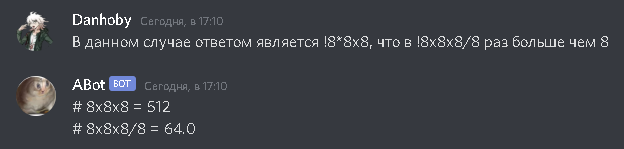 Danhoby Сегодня, в 17:10
В данном случае ответом является !8*8x8, что в !8x8x8/8 раз больше чем 8
ABot БОТ Сегодня, в 17:10
# 8x8x8 = 512
# 8x8x8/8 = 64.0